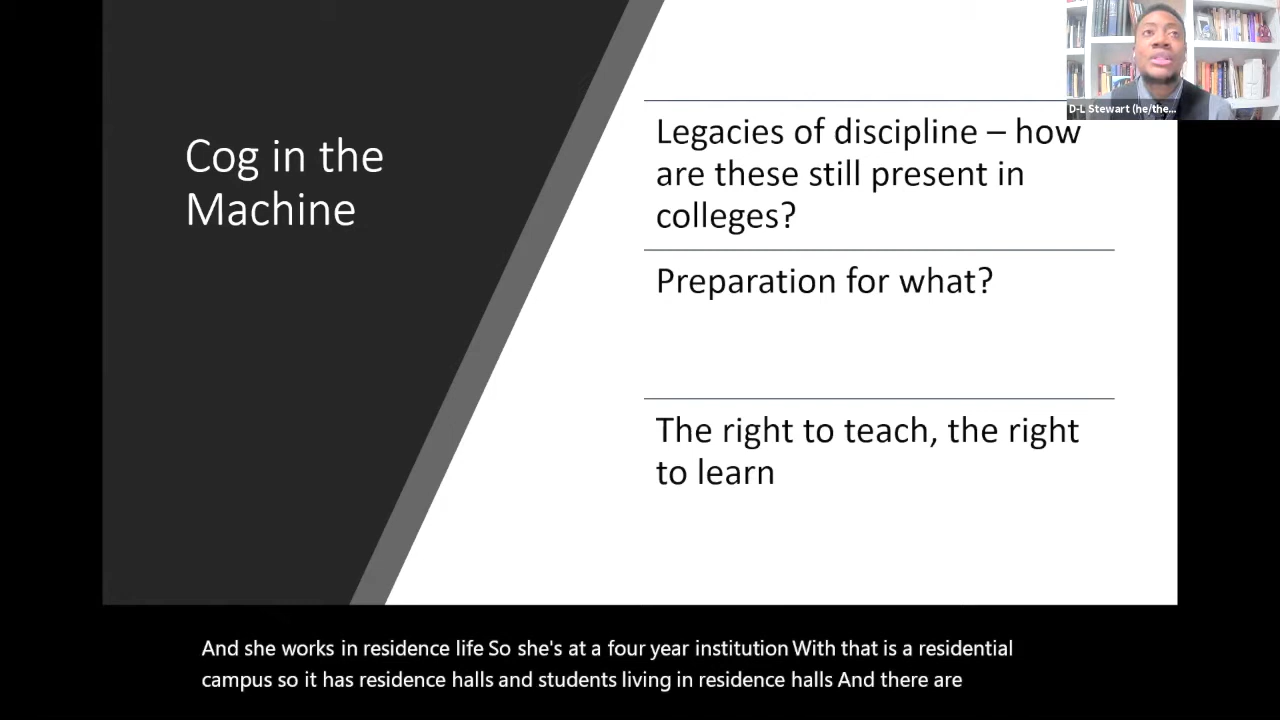 Cog in the
Machine
D-L Stewart (he/the...
Legacies of discipline – how
are these still present in
colleges?
Preparation for what?
The right to teach, the right
to learn
And she works in residence life So she's at a four year institution With that is a residential
campus so it has residence halls and students living in residence halls And there are